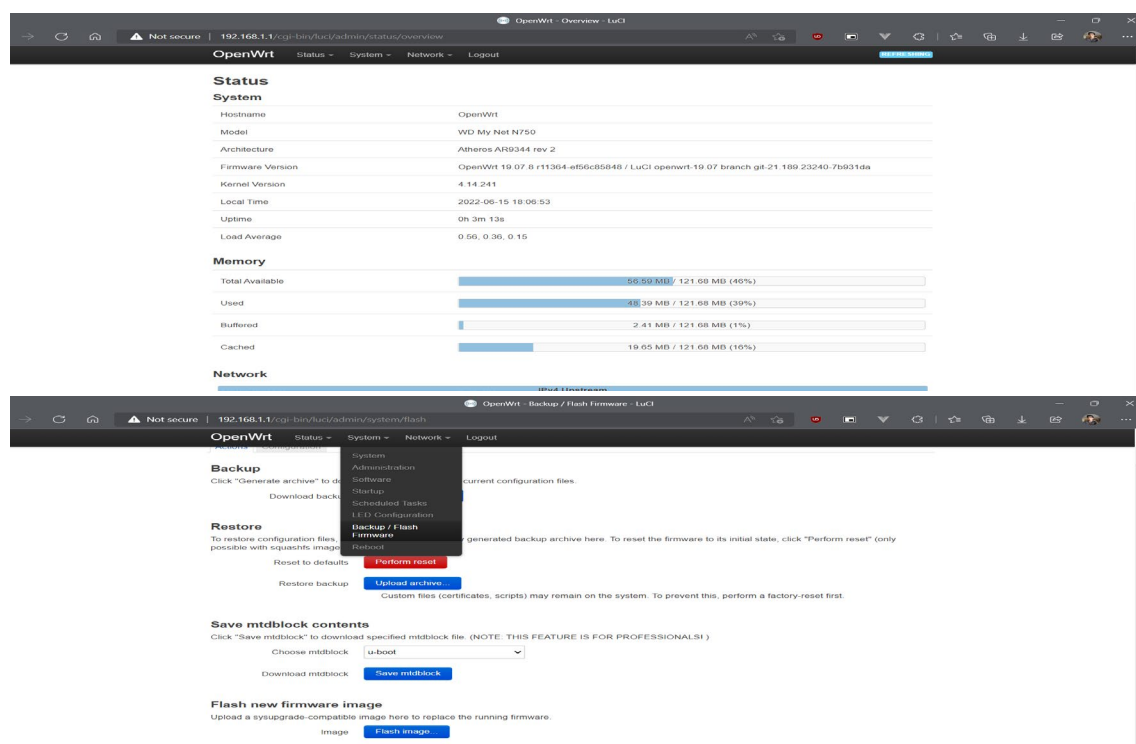 OpenWrt - Overview - LuCI
Not secure | 192.168.1.1/cgi-bin/luci/admin/status/overview
OpenWrt Status System Network Logout REFRESHING
Status
System
Hostname OpenWrt
Model WD My Net N750
Architecture Atheros AR9344 rev 2
Firmware Version OpenWrt 19.07.8 r11364-ef56c85848 / LuCI openwrt-19.07 branch git-21.189.23240-7b931da
Kernel Version 4.14.241
Local Time 2022-06-15 18:06:53
Uptime 0h 3m 13s
Load Average 0.56, 0.36, 0.15
Memory
Total Available 56.59 MB / 121.68 MB (46%)
Used 48.39 MB / 121.68 MB (39%)
Buffered 2.41 MB / 121.68 MB (1%)
Cached 19.65 MB / 121.68 MB (16%)
Network
IPv4 Upstream
OpenWrt - Backup / Flash Firmware - LuCI
Not secure | 192.168.1.1/cgi-bin/luci/admin/system/flash
OpenWrt Status System Network Logout
Actions Configuration
System
Backup
Administration
Click "Generate archive" to current configuration files.
Software
Startup
Download
Scheduled Tasks
LED Configuration
Restore
Backup / Flash
Firmware
To restore configuration files, generated backup archive here. To reset the firmware to its initial state, click "Perform reset" (only
possible with squashfs Reboot
Reset to defaults Perform reset
Restore backup Upload archive...
Custom files (certificates, scripts) may remain on the system. To prevent this, perform a factory-reset first.
Save mtdblock contents
Click "Save mtdblock" to download specified mtdblock file. (NOTE: THIS FEATURE IS FOR PROFESSIONALS! )
Choose mtdblock u-boot
Download mtdblock Save mtdblock
Flash new firmware image
Upload a sysupgrade-compatible image here to replace the running firmware.
Image Flash image...